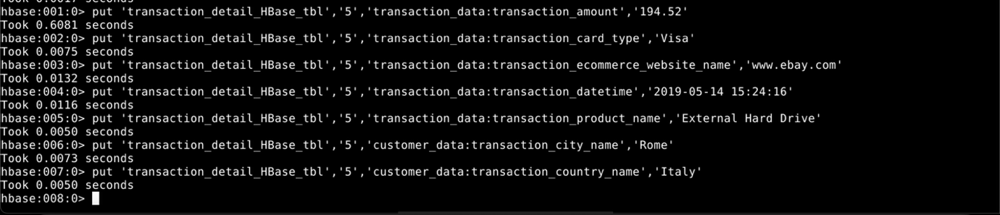 Took 0.0017 seconds
hbase:001:0> put 'transaction_detail_HBase_tbl','5','transaction_data:transaction_amount','194.52'
Took 0.6081 seconds
hbase:002:0> put 'transaction_detail_HBase_tbl','5','transaction_data:transaction_card_type','Visa'
Took 0.0075 seconds
hbase:003:0> put 'transaction_detail_HBase_tbl','5','transaction_data:transaction_ecommerce_website_name','www.ebay.com'
Took 0.0132 seconds
hbase:004:0> put 'transaction_detail_HBase_tbl','5','transaction_data:transaction_datetime','2019-05-14 15:24:16'
Took 0.0116 seconds
hbase:005:0> put 'transaction_detail_HBase_tbl','5','transaction_data:transaction_product_name','External Hard Drive'
Took 0.0050 seconds
hbase:006:0> put 'transaction_detail_HBase_tbl','5','customer_data:transaction_city_name','Rome'
Took 0.0073 seconds
hbase:007:0> put 'transaction_detail_HBase_tbl','5','customer_data:transaction_country_name','Italy'
Took 0.0050 seconds
hbase:008:0>